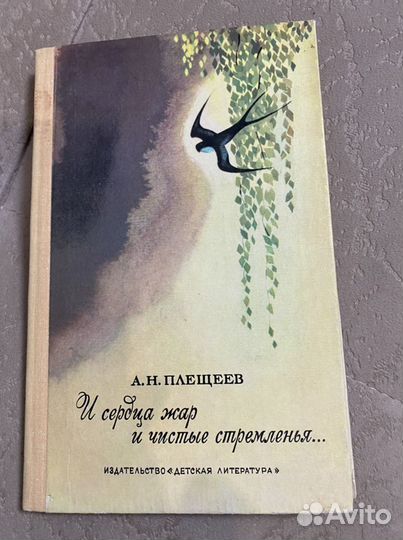 А.Н. ПЛЕЩЕЕВ
И сердца жар
и чистые стремленья...
ИЗДАТЕЛЬСТВО «ДЕТСКАЯ ЛИТЕРАТУРА»
Avito